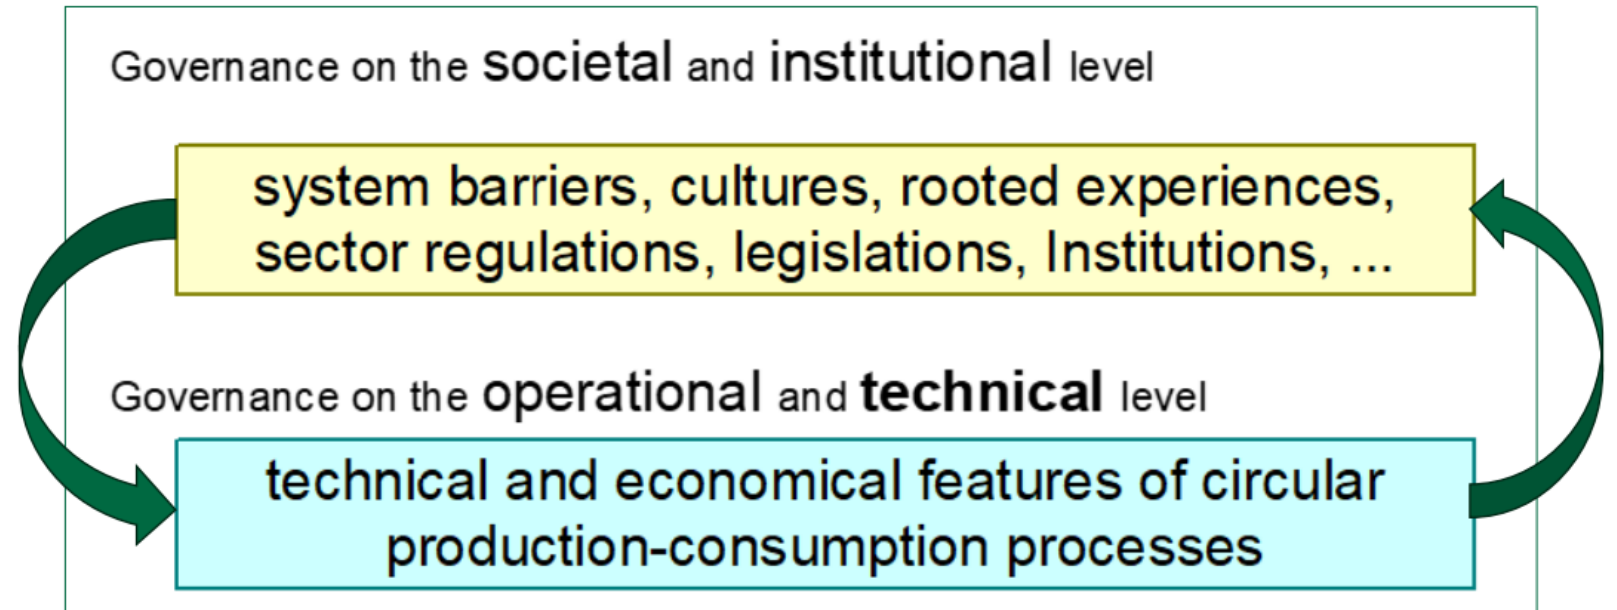 Governance on the societal and institutional level
system barriers, cultures, rooted experiences,
sector regulations, legislations, Institutions, ...
Governance on the operational and technical level
technical and economical features of circular
production-consumption processes